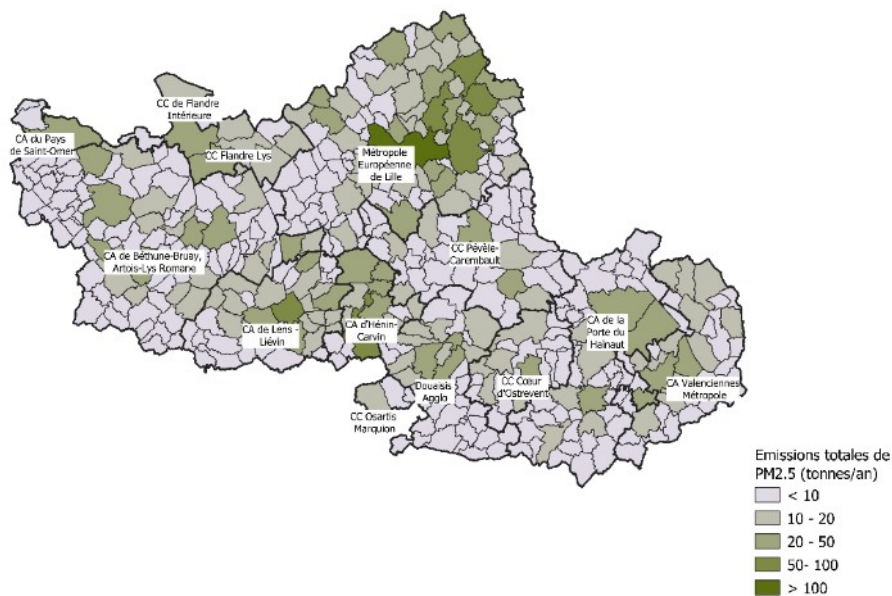 CC de Flandre
Intérieure
CA du Pays
de Saint-Omer
CC Flandre Lys
Métropole
Européenne
de Lille
CC Pévèle-
Carembault
CA de Béthune-Bruay,
Artois-Lys Romane
CA de Lens -
Liévin
CA d'Hénin-
Carvin
CA de la
Porte du
Hainaut
Douaisis
Agglo
CC Cœur
d'Ostrevent
CA Valenciennes
Métropole
CC Osartis
Marquion
Emissions totales de
PM2.5 (tonnes/an)
< 10
10 - 20
20 - 50
50- 100
> 100